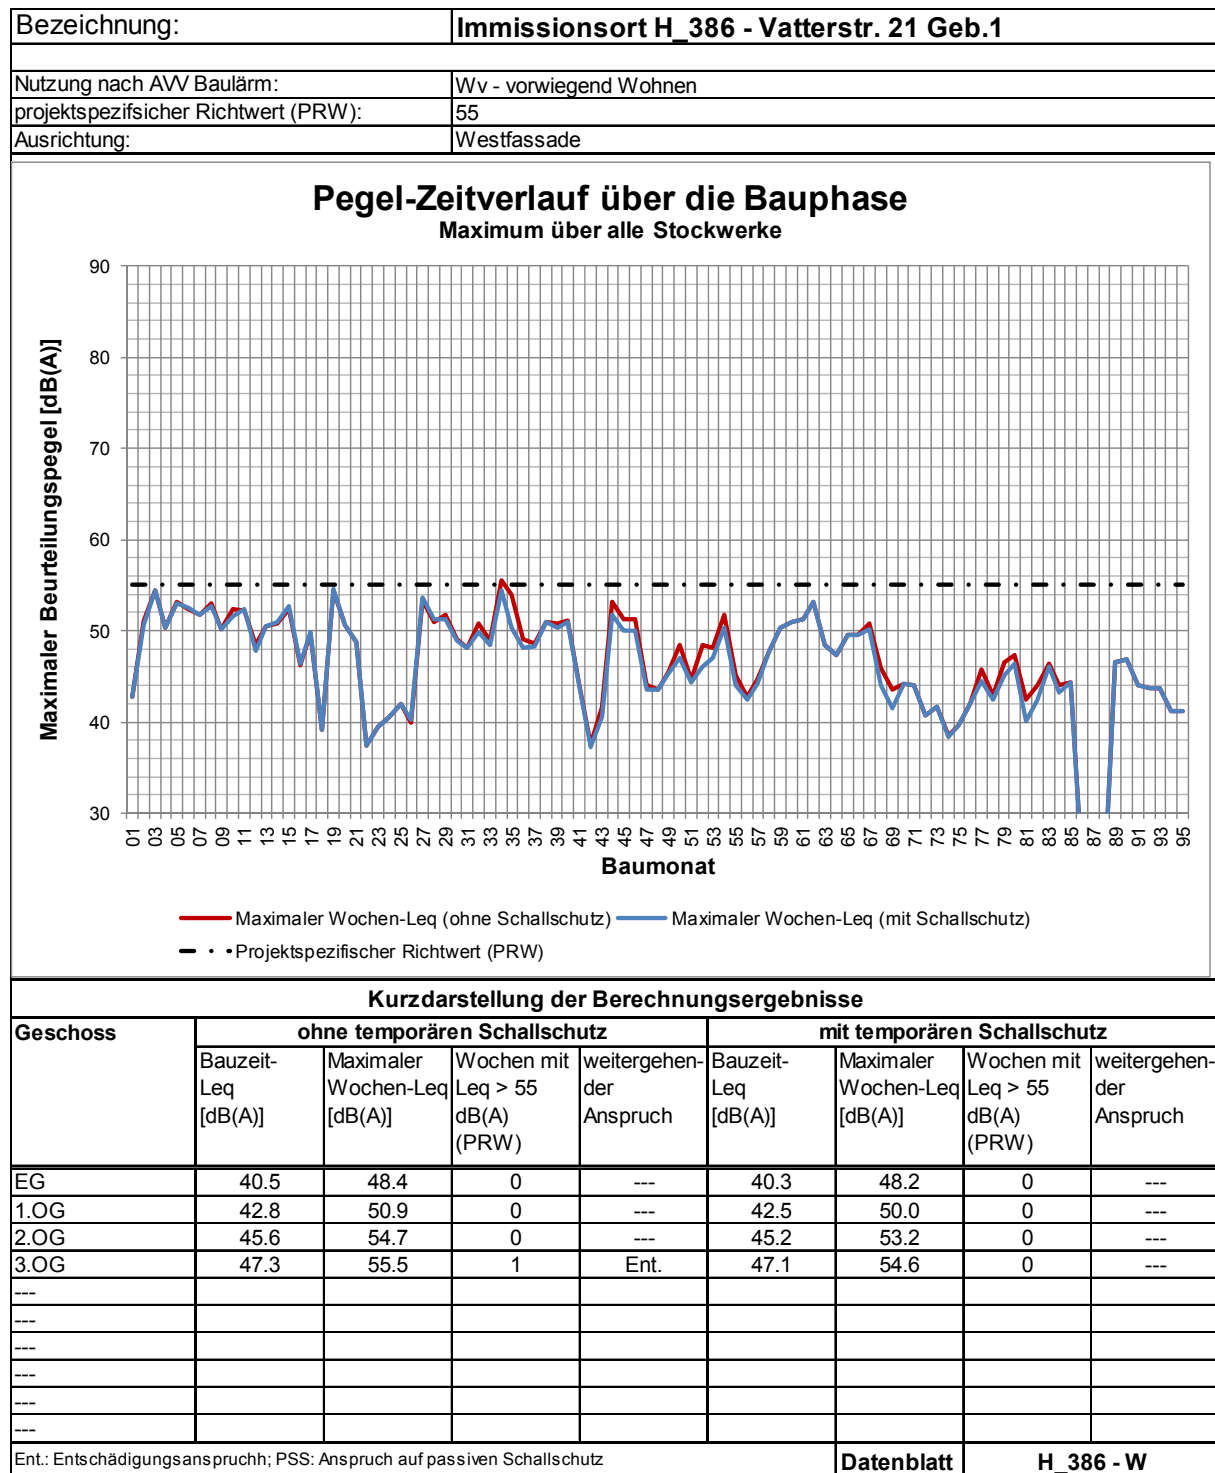 Bezeichnung: Immissionsort H_386 - Vatterstr. 21 Geb.1
Nutzung nach AVV Baulärm: Wv - vorwiegend Wohnen
projektspezifsicher Richtwert (PRW): 55
Ausrichtung: Westfassade
Pegel-Zeitverlauf über die Bauphase
Maximum über alle Stockwerke
Maximaler Beurteilungspegel [dB(A)]
90
80
70
60
50
40
30
01 03 05 07 09 11 13 15 17 19 21 23 25 27 29 31 33 35 37 39 41 43 45 47 49 51 53 55 57 59 61 63 65 67 69 71 73 75 77 79 81 83 85 87 89 91 93 95
Baumonat
Maximaler Wochen-Leq (ohne Schallschutz) Maximaler Wochen-Leq (mit Schallschutz)
Projektspezifischer Richtwert (PRW)
Kurzdarstellung der Berechnungsergebnisse
Geschoss ohne temporären Schallschutz mit temporären Schallschutz
Bauzeit- Maximaler Wochen mit weitergehen- Bauzeit- Maximaler Wochen mit weitergehen-
Leq Wochen-Leq Leq > 55 der Leq Wochen-Leq Leq > 55 der
[dB(A)] [dB(A)] dB(A) Anspruch [dB(A)] [dB(A)] dB(A) Anspruch
(PRW) (PRW)
EG 40.5 48.4 0 --- 40.3 48.2 0 ---
1.OG 42.8 50.9 0 --- 42.5 50.0 0 ---
2.OG 45.6 54.7 0 --- 45.2 53.2 0 ---
3.OG 47.3 55.5 1 Ent. 47.1 54.6 0 ---
---
---
---
---
---
---
Ent.: Entschädigungsanspruchh; PSS: Anspruch auf passiven Schallschutz Datenblatt H_386 - W